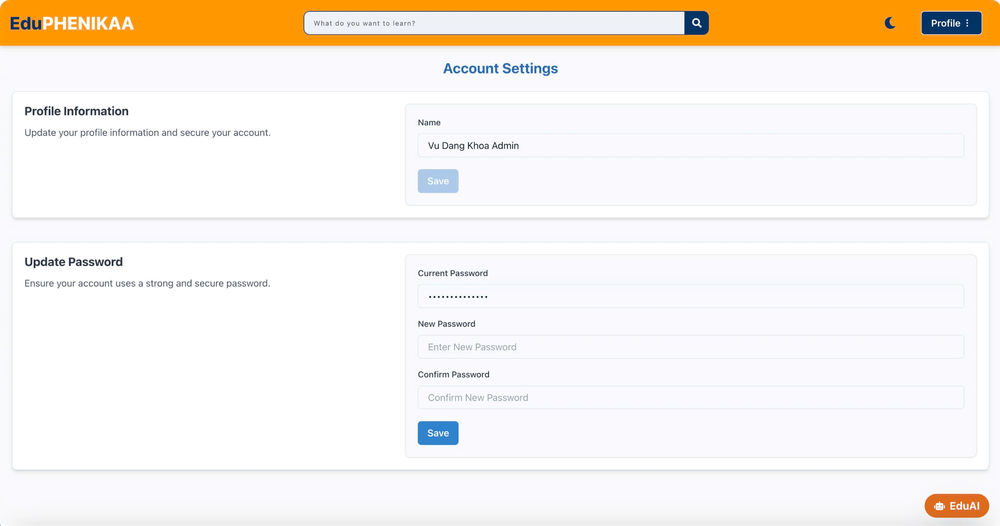 EduPHENIKAA
What do you want to learn?
Profile
Account Settings
Profile Information
Update your profile information and secure your account.
Name
Vu Dang Khoa Admin
Save
Update Password
Ensure your account uses a strong and secure password.
Current Password
••••••••••••••
New Password
Enter New Password
Confirm Password
Confirm New Password
Save
EduAI